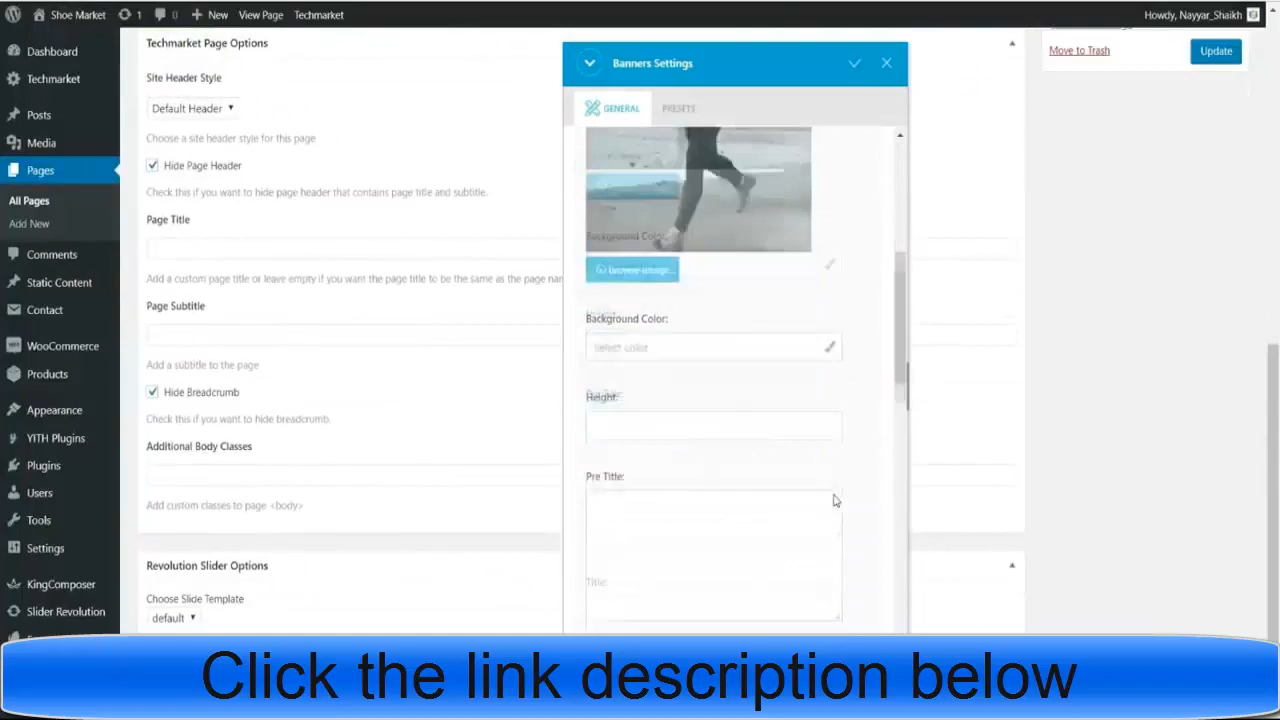 Shoe Market
1
0
New
View Page
Techmarket
Howdy, Nayyar_Shaikh
Dashboard
Techmarket
Posts
Media
Pages
All Pages
Add New
Comments
Static Content
Contact
WooCommerce
Products
Appearance
YITH Plugins
Plugins
Users
Tools
Settings
KingComposer
Slider Revolution
Techmarket Page Options
Site Header Style
Default Header
Choose a site header style for this page
Hide Page Header
Check this if you want to hide page header that contains page title and subtitle.
Page Title
Add a custom page title or leave empty if you want the page title to be the same as the page nam
Page Subtitle
Add a subtitle to the page
Hide Breadcrumb
Check this if you want to hide breadcrumb.
Additional Body Classes
Add custom classes to page <body>
Revolution Slider Options
Choose Slide Template
default
Banners Settings
GENERAL
PRESETS
Background Color:
Background Color:
Select color
Height:
Pre Title:
Title:
Move to Trash
Update
Click the link description below